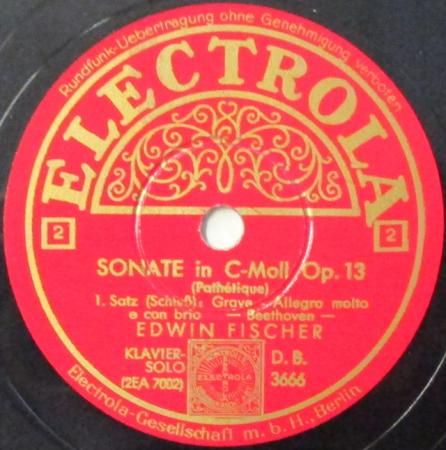 Rundfunk-Uebertragung ohne Genehmigung verboten
ELECTROLA
2
2
SONATE in C-Moll Op. 13
(Pathétique)
1. Satz (Schluß): Grave - Allegro molto
e con brio — Beethoven —
EDWIN FISCHER
KLAVIER-
SOLO
(2EA 7002)
ELECTROLA
D. B.
3666
Electrola-Gesellschaft m. b. H., Berlin